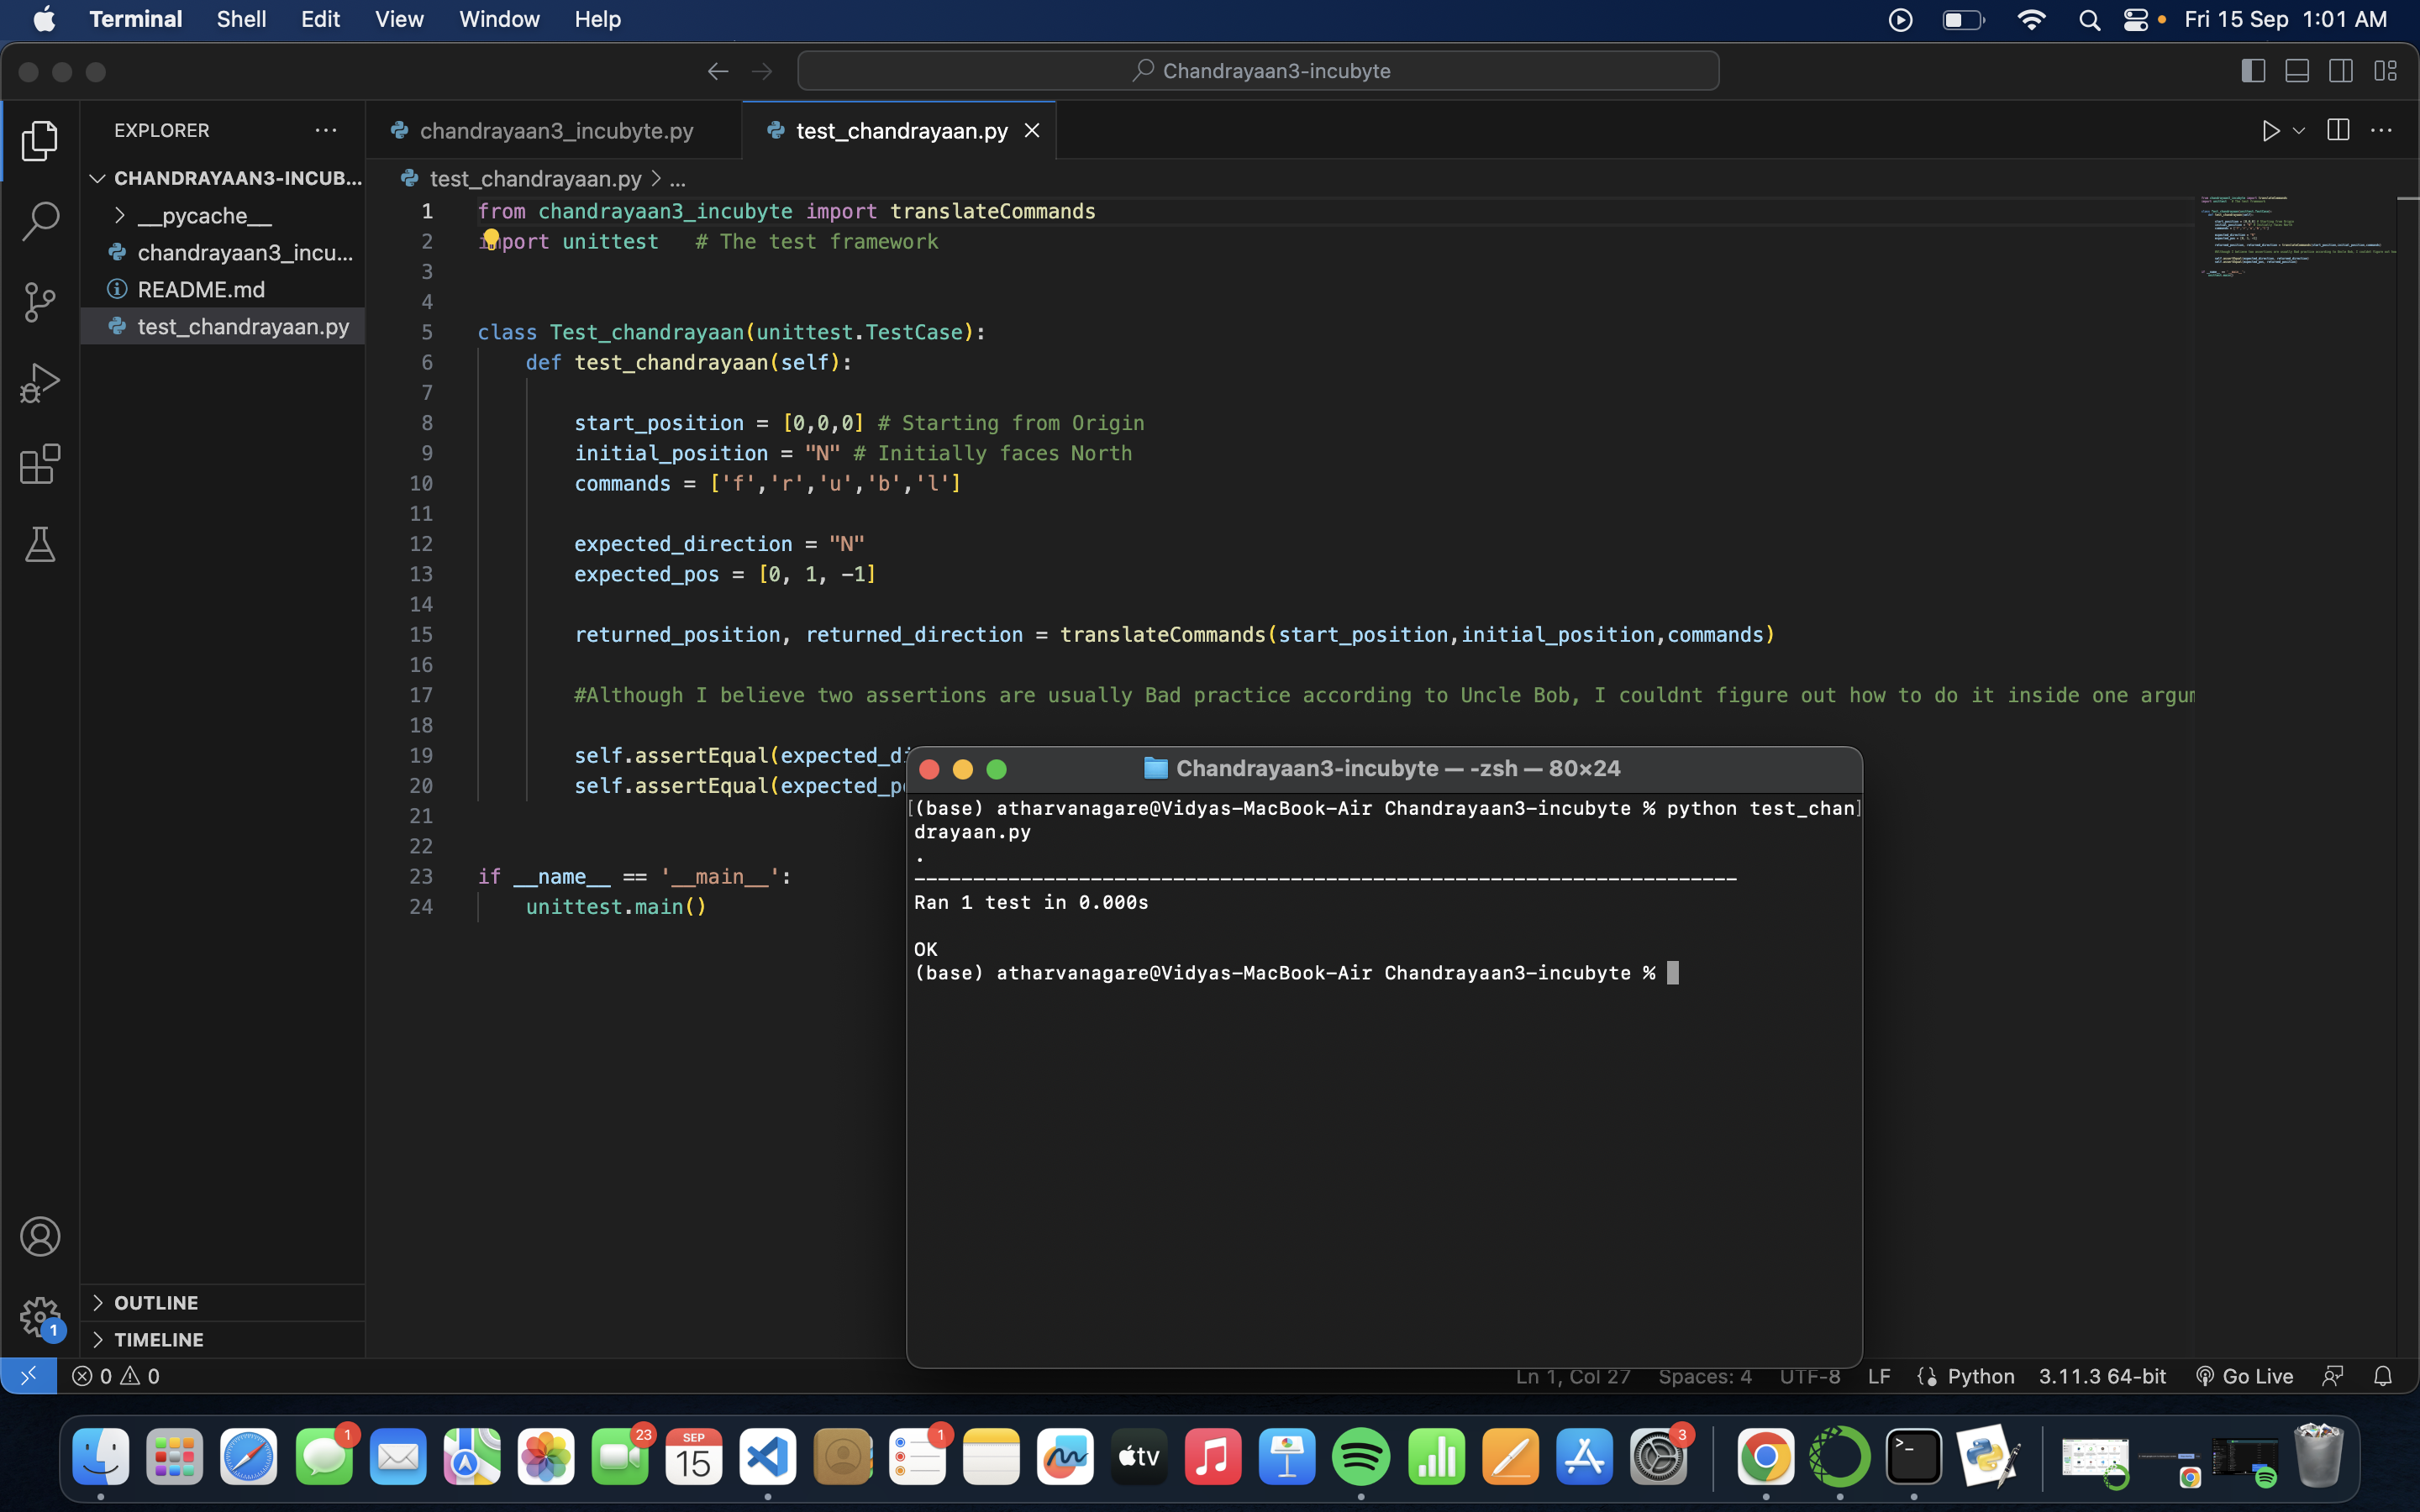 Terminal Shell Edit View Window Help Fri 15 Sep 1:01 AM
Chandrayaan3-incubyte
EXPLORER
chandrayaan3_incubyte.py test_chandrayaan.py
CHANDRAYAAN3-INCUB...
__pycache__
chandrayaan3_incu...
README.md
test_chandrayaan.py
test_chandrayaan.py > ...
1 from chandrayaan3_incubyte import translateCommands
2 import unittest # The test framework
3
4
5 class Test_chandrayaan(unittest.TestCase):
6 def test_chandrayaan(self):
7
8 start_position = [0,0,0] # Starting from Origin
9 initial_position = "N" # Initially faces North
10 commands = ['f','r','u','b','l']
11
12 expected_direction = "N"
13 expected_pos = [0, 1, -1]
14
15 returned_position, returned_direction = translateCommands(start_position,initial_position,commands)
16
17 #Although I believe two assertions are usually Bad practice according to Uncle Bob, I couldnt figure out how to do it inside one argum
18
19 self.assertEqual(expected_di
20 self.assertEqual(expected_po
21
22
23 if __name__ == '__main__':
24 unittest.main()
Chandrayaan3-incubyte — -zsh — 80×24
[(base) atharvanagare@Vidyas-MacBook-Air Chandrayaan3-incubyte % python test_chan]
drayaan.py
.
----------------------------------------------------------------------
Ran 1 test in 0.000s
OK
(base) atharvanagare@Vidyas-MacBook-Air Chandrayaan3-incubyte %
OUTLINE
TIMELINE
1
0 0 Ln 1, Col 27 Spaces: 4 UTF-8 LF Python 3.11.3 64-bit Go Live
1 23 SEP 15 1 tv 3